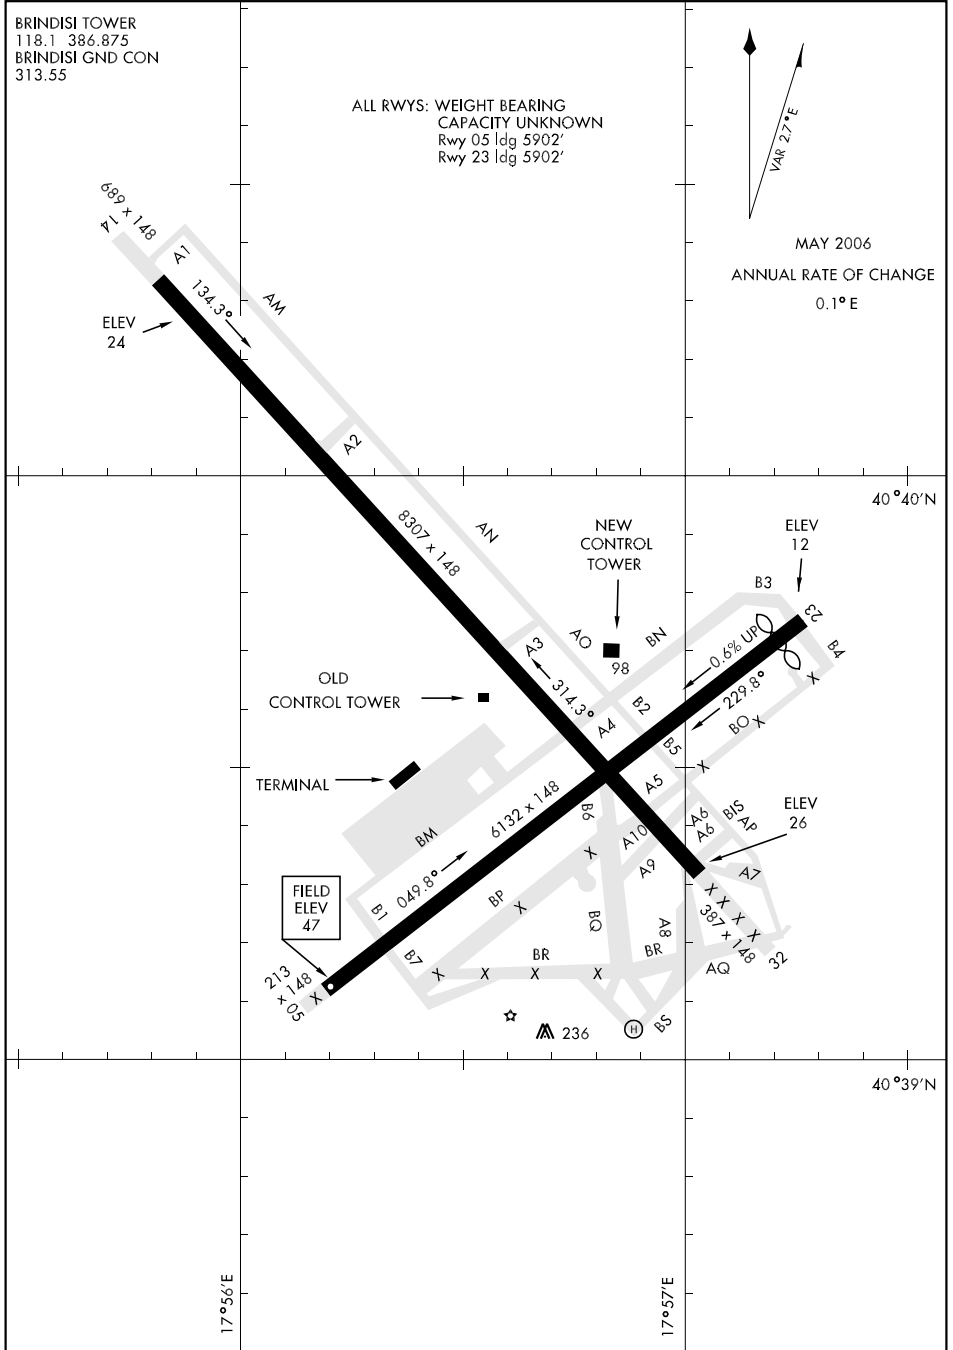 BRINDISI TOWER
118.1 386.875
BRINDISI GND CON
313.55
ALL RWYS: WEIGHT BEARING
CAPACITY UNKNOWN
Rwy 05 ldg 5902'
Rwy 23 ldg 5902'
VAR 2.7°E
MAY 2006
ANNUAL RATE OF CHANGE
0.1° E
689 x 148
14
A1
134.3°
AM
ELEV
24
A2
8307 x 148
AN
40°40'N
NEW
CONTROL
TOWER
98
ELEV
12
B3
23
B4
X
0.6% UP
229.8°
BO
X
X
A3
AO
BN
314.3°
B2
A4
B5
OLD
CONTROL TOWER
TERMINAL
A5
6132 x 148
B6
BM
A10
A9
X
A6
A6
BIS
AP
ELEV
26
A7
049.8°
FIELD
ELEV
47
B1
BP
X
BQ
A8
X
X
X
X
387 x 148
32
B7
BR
BR
AQ
X
X
X
X
213
x 148
X
05
236
H
BS
40°39'N
17°56'E
17°57'E